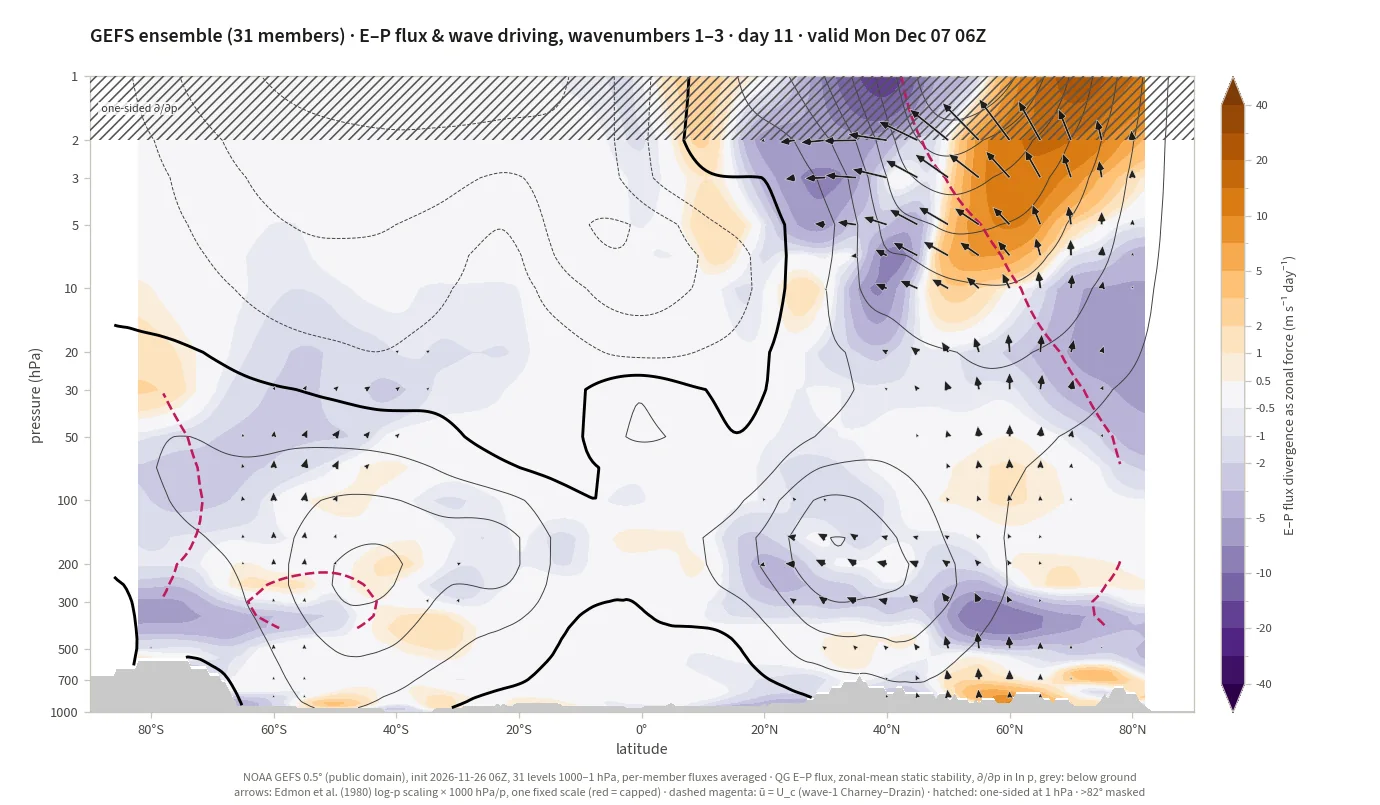 GEFS ensemble (31 members) · E–P flux & wave driving, wavenumbers 1–3 · day 11 · valid Mon Dec 07 06Z
one-sided ∂/∂p
pressure (hPa)
1
2
3
5
10
20
30
50
100
200
300
500
700
1000
80°S
60°S
40°S
20°S
0°
20°N
40°N
60°N
80°N
latitude
40
20
10
5
2
1
0.5
-0.5
-1
-2
-5
-10
-20
-40
E–P flux divergence as zonal force (m s⁻¹ day⁻¹)
NOAA GEFS 0.5° (public domain), init 2026-11-26 06Z, 31 levels 1000–1 hPa, per-member fluxes averaged · QG E–P flux, zonal-mean static stability, ∂/∂p in ln p, grey: below ground
arrows: Edmon et al. (1980) log-p scaling × 1000 hPa/p, one fixed scale (red = capped) · dashed magenta: ū = U_c (wave-1 Charney–Drazin) · hatched: one-sided at 1 hPa · >82° masked